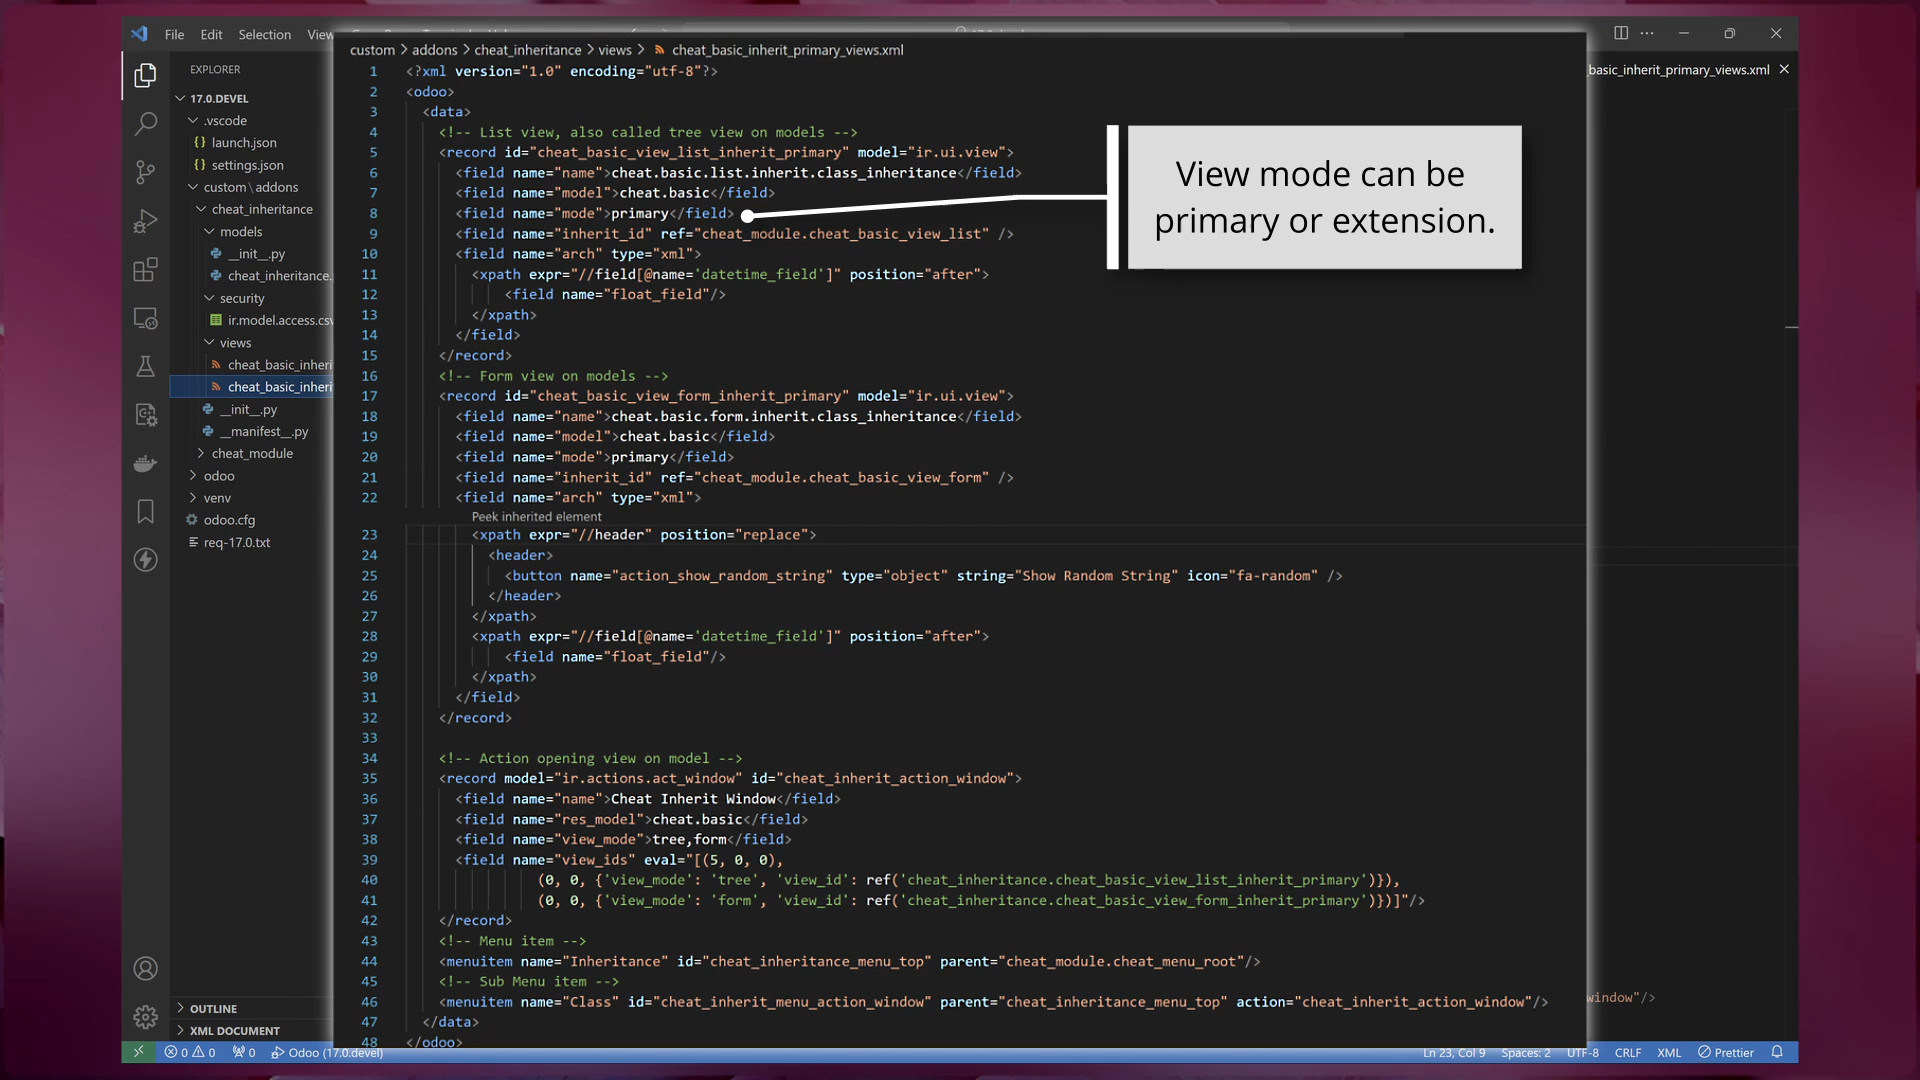 File Edit Selection View
custom > addons > cheat_inheritance > views > cheat_basic_inherit_primary_views.xml
_basic_inherit_primary_views.xml
EXPLORER
17.0.DEVEL
.vscode
launch.json
settings.json
custom \ addons
cheat_inheritance
models
__init__.py
cheat_inheritance.
security
ir.model.access.csv
views
cheat_basic_inheri
cheat_basic_inheri
__init__.py
__manifest__.py
cheat_module
odoo
venv
odoo.cfg
req-17.0.txt
OUTLINE
XML DOCUMENT
1 <?xml version="1.0" encoding="utf-8"?>
2 <odoo>
3 <data>
4 <!-- List view, also called tree view on models -->
5 <record id="cheat_basic_view_list_inherit_primary" model="ir.ui.view">
6 <field name="name">cheat.basic.list.inherit.class_inheritance</field>
7 <field name="model">cheat.basic</field>
8 <field name="mode">primary</field>
9 <field name="inherit_id" ref="cheat_module.cheat_basic_view_list" />
10 <field name="arch" type="xml">
11 <xpath expr="//field[@name='datetime_field']" position="after">
12 <field name="float_field"/>
13 </xpath>
14 </field>
15 </record>
16 <!-- Form view on models -->
17 <record id="cheat_basic_view_form_inherit_primary" model="ir.ui.view">
18 <field name="name">cheat.basic.form.inherit.class_inheritance</field>
19 <field name="model">cheat.basic</field>
20 <field name="mode">primary</field>
21 <field name="inherit_id" ref="cheat_module.cheat_basic_view_form" />
22 <field name="arch" type="xml">
Peek inherited element
23 <xpath expr="//header" position="replace">
24 <header>
25 <button name="action_show_random_string" type="object" string="Show Random String" icon="fa-random" />
26 </header>
27 </xpath>
28 <xpath expr="//field[@name='datetime_field']" position="after">
29 <field name="float_field"/>
30 </xpath>
31 </field>
32 </record>
33
34 <!-- Action opening view on model -->
35 <record model="ir.actions.act_window" id="cheat_inherit_action_window">
36 <field name="name">Cheat Inherit Window</field>
37 <field name="res_model">cheat.basic</field>
38 <field name="view_mode">tree,form</field>
39 <field name="view_ids" eval="[(5, 0, 0),
40 (0, 0, {'view_mode': 'tree', 'view_id': ref('cheat_inheritance.cheat_basic_view_list_inherit_primary')}),
41 (0, 0, {'view_mode': 'form', 'view_id': ref('cheat_inheritance.cheat_basic_view_form_inherit_primary')})]"/>
42 </record>
43 <!-- Menu item -->
44 <menuitem name="Inheritance" id="cheat_inheritance_menu_top" parent="cheat_module.cheat_menu_root"/>
45 <!-- Sub Menu item -->
46 <menuitem name="Class" id="cheat_inherit_menu_action_window" parent="cheat_inheritance_menu_top" action="cheat_inherit_action_window"/>
47 </data>
48 </odoo>
View mode can be
primary or extension.
window"/>
0 0 0 Odoo (17.0.devel)
Ln 23, Col 9 Spaces: 2 UTF-8 CRLF XML Prettier